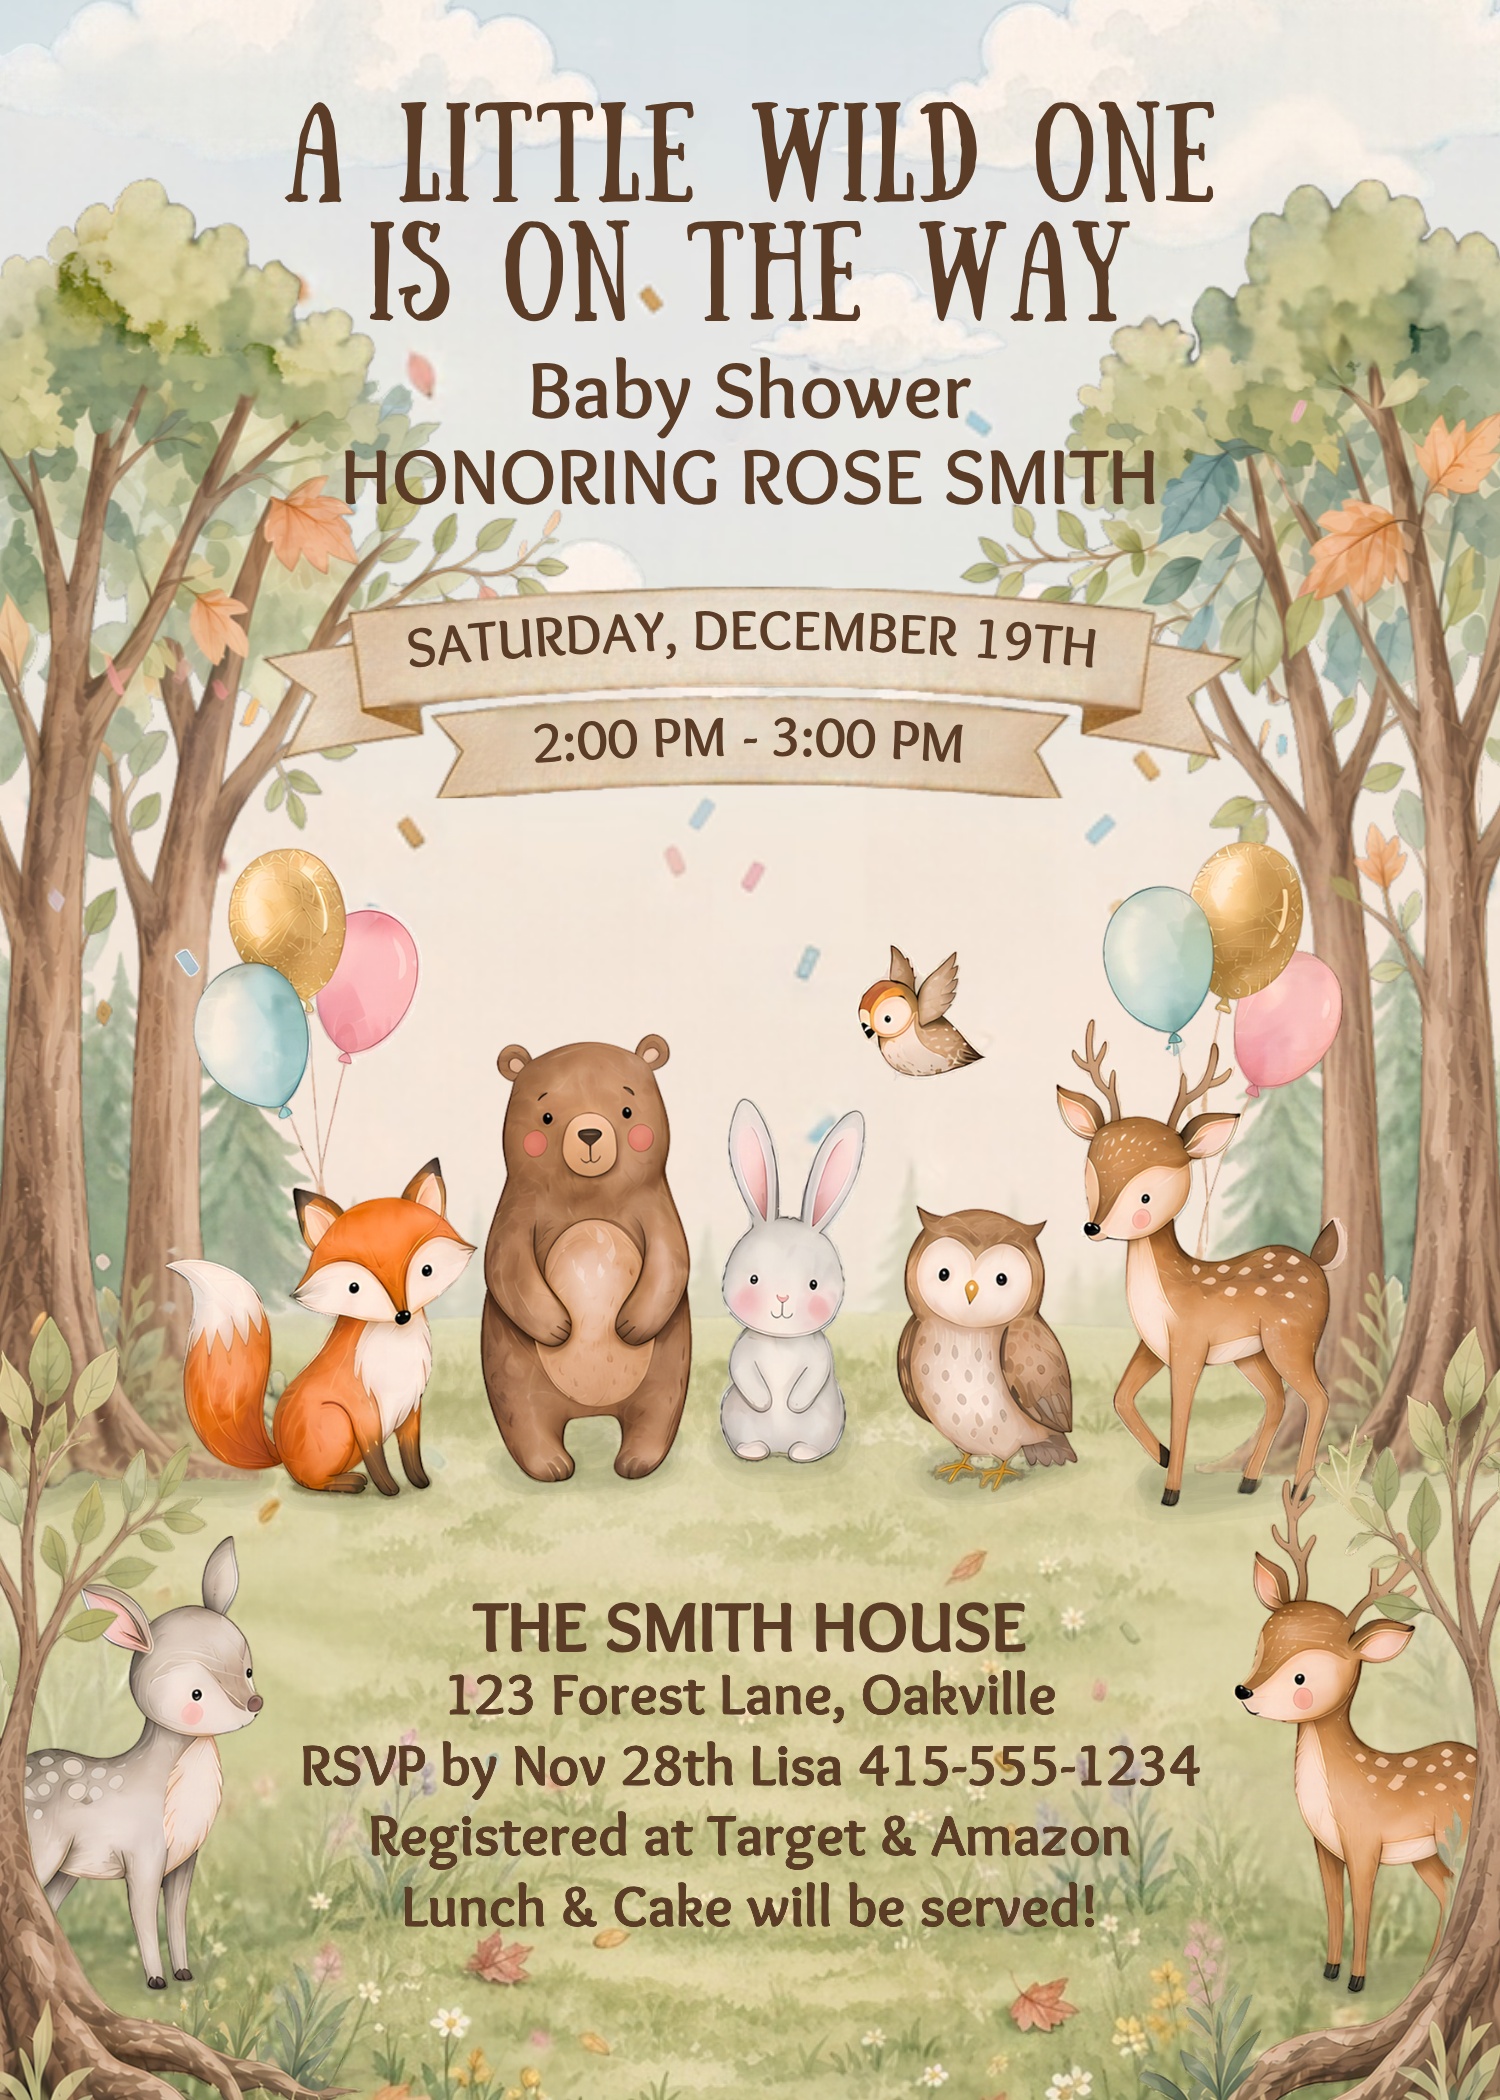 A LITTLE WILD ONE
IS ON THE WAY
Baby Shower
HONORING ROSE SMITH
SATURDAY, DECEMBER 19TH
2:00 PM - 3:00 PM
THE SMITH HOUSE
123 Forest Lane, Oakville
RSVP by Nov 28th Lisa 415-555-1234
Registered at Target & Amazon
Lunch & Cake will be served!